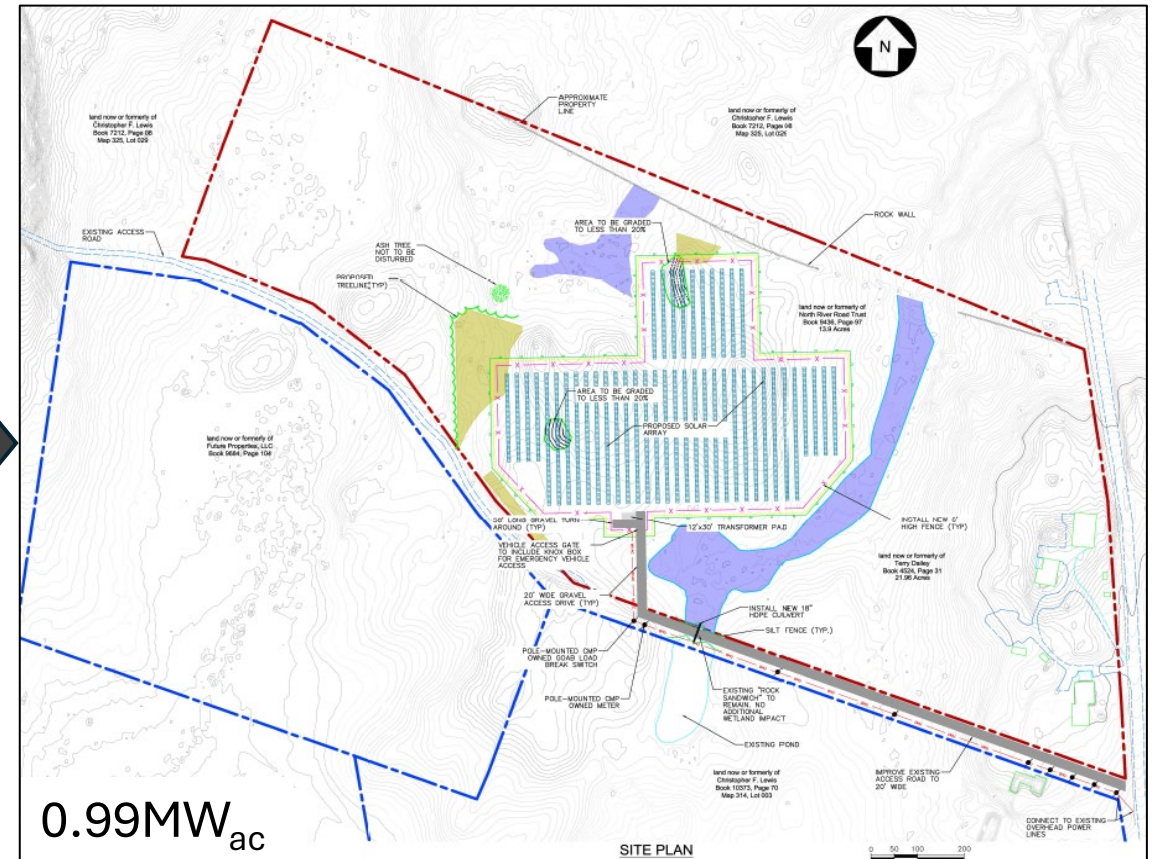 N
APPROXIMATE
PROPERTY
LINE
land now or formerly of
Christopher F. Lewis
Book 7212, Page 98
Map 325, Lot 029
land now or formerly of
Christopher F. Lewis
Book 7212, Page 98
Map 325, Lot
ROCK WALL
EXISTING ACCESS
ROAD
AREA TO BE GRADED
TO LESS THAN 20%
ASH TREE
NOT TO BE
DISTURBED
PROPOSED
TREELINE(TYP)
land now or formerly of
North River Road Trust
Book 9436, Page 97
13.9 Acres
AREA TO BE GRADED
TO LESS THAN 20%
PROPOSED SOLAR
ARRAY
land now or formerly of
Future Properties, LLC
Book 9684, Page 104
30' LONG GRAVEL TURN
AROUND (TYP)
12'x30' TRANSFORMER PAD
INSTALL NEW 6'
HIGH FENCE (TYP)
VEHICLE ACCESS GATE
TO INCLUDE KNOX BOX
FOR EMERGENCY VEHICLE
ACCESS
land now or formerly of
Terry Dailey
Book 4524, Page 31
21.96 Acres
20' WIDE GRAVEL
ACCESS DRIVE (TYP)
INSTALL NEW 18"
HDPE CULVERT
SILT FENCE (TYP.)
POLE-MOUNTED CMP
OWNED GOAB LOAD
BREAK SWITCH
POLE-MOUNTED CMP
OWNED METER
EXISTING "ROCK
SANDWICH" TO
REMAIN. NO
ADDITIONAL
WETLAND IMPACT
EXISTING POND
land now or formerly of
Christopher F. Lewis
Book 10373, Page 70
Map 314, Lot 003
IMPROVE EXISTING
ACCESS ROAD TO
20' WIDE
CONNECT TO EXISTING
OVERHEAD POWER
LINES
0.99MWac
SITE PLAN
0 50 100 200